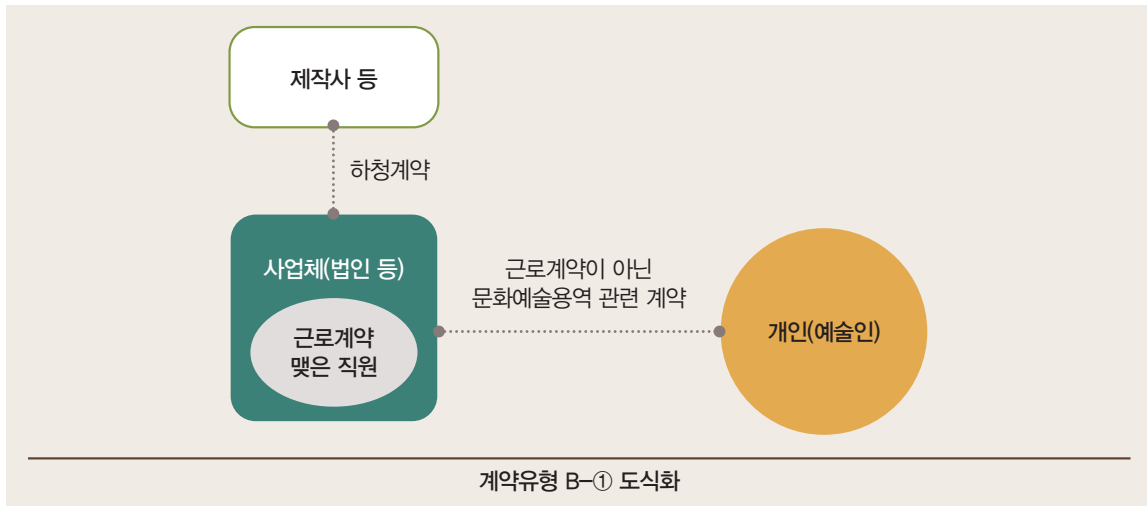 제작사 등
하청계약
사업체(법인 등)
근로계약
맺은 직원
근로계약이 아닌
문화예술용역 관련 계약
개인(예술인)
계약유형 B-① 도식화